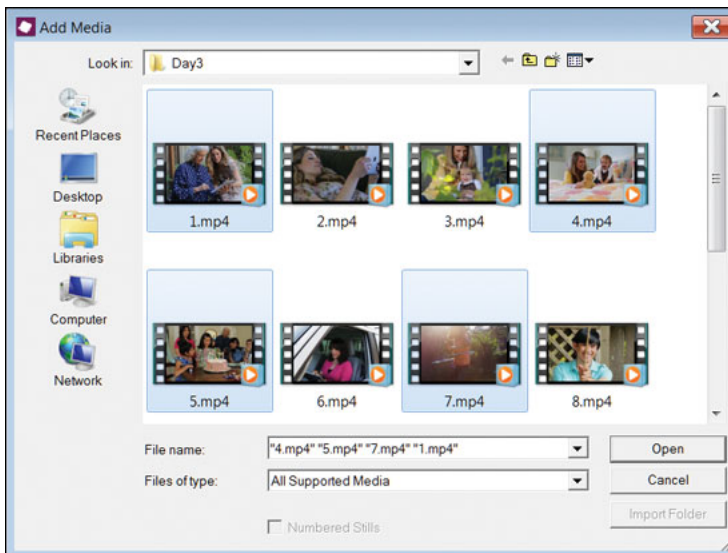 Add Media
Look in: Day3
Recent Places
Desktop
Libraries
Computer
Network
1.mp4 2.mp4 3.mp4 4.mp4
5.mp4 6.mp4 7.mp4 8.mp4
File name: "4.mp4" "5.mp4" "7.mp4" "1.mp4" Open
Files of type: All Supported Media Cancel
Numbered Stills Import Folder